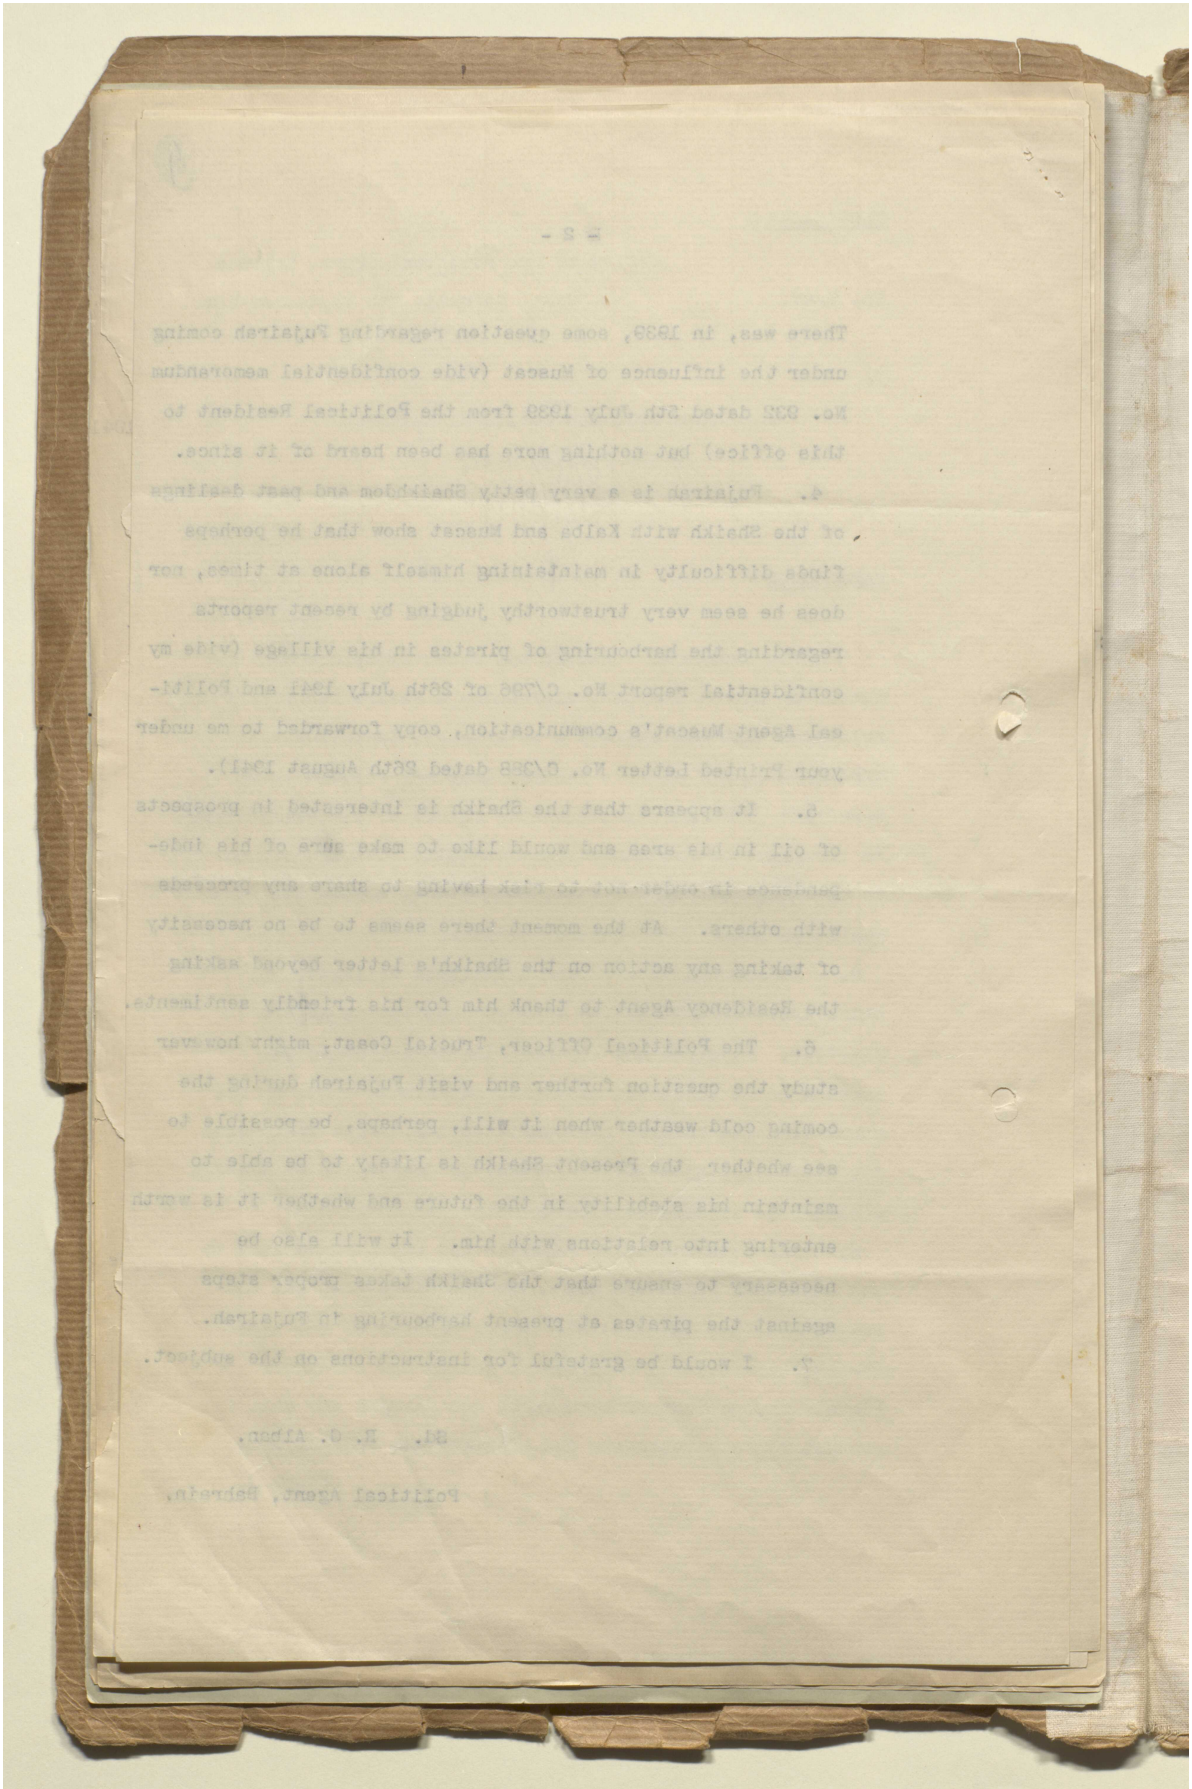 - 2 -
There was, in 1939, some question regarding Fujairah coming
under the influence of Muscat (vide confidential memorandum
No. 932 dated 5th July 1939 from the Political Resident to
this office) but nothing more has been heard of it since.
4. Fujairah is a very petty Shaikhdom and past dealings
of the Shaikh with Kalba and Muscat show that he perhaps
finds difficulty in maintaining himself alone at times, nor
does he seem very trustworthy judging by recent reports
regarding the harbouring of pirates in his village (vide my
confidential report No. C/796 of 28th July 1941 and Politi-
cal Agent Muscat's communication, copy forwarded to me under
your Printed Letter No. C/388 dated 26th August 1941).
5. It appears that the Shaikh is interested in prospects
of oil in his area and would like to make sure of his inde-
pendence in order not to risk having to share any proceeds
with others. At the moment there seems to be no necessity
of taking any action on the Shaikh's letter beyond asking
the Residency Agent to thank him for his friendly sentiments.
6. The Political Officer, Trucial Coast, might however
study the question further and visit Fujairah during the
coming cold weather when it will, perhaps, be possible to
see whether the Present Shaikh is likely to be able to
maintain his stability in the future and whether it is worth
entering into relations with him. It will also be
necessary to ensure that the Shaikh takes proper steps
against the pirates at present harbouring in Fujairah.
7. I would be grateful for instructions on the subject.
Sd. R. G. Alban.
Political Agent, Bahrain.